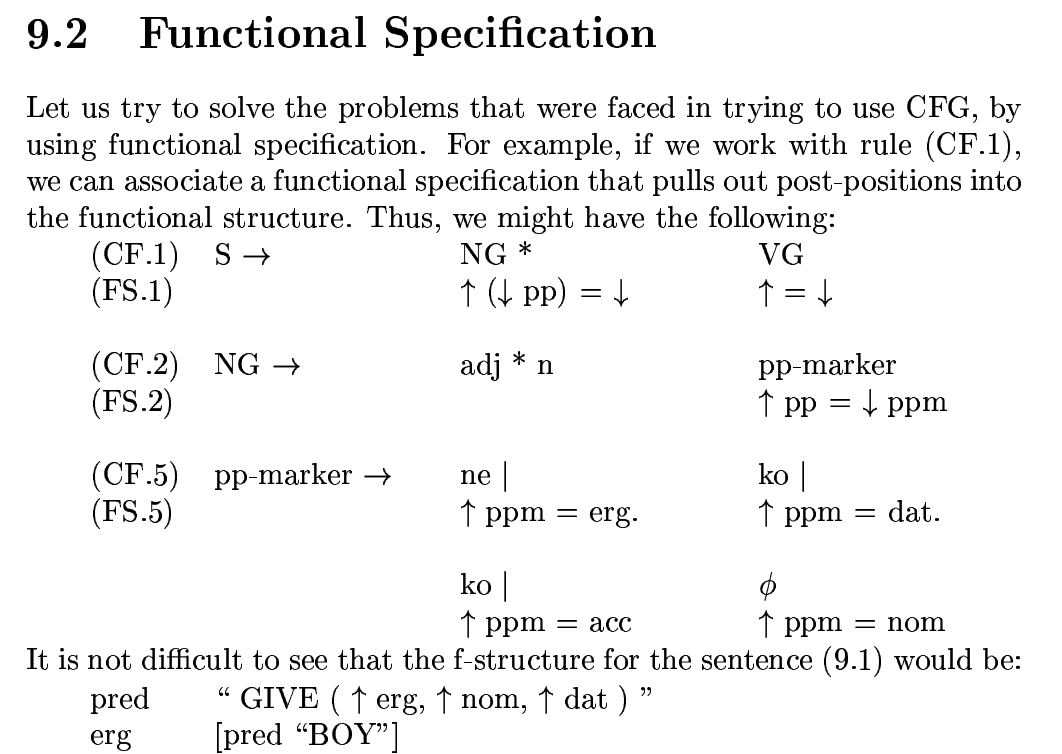 9.2 Functional Specification
Let us try to solve the problems that were faced in trying to use CFG, by
using functional specification. For example, if we work with rule (CF.1),
we can associate a functional specification that pulls out post-positions into
the functional structure. Thus, we might have the following:
(CF.1) S → NG * VG
(FS.1) ↑ (↓ pp) = ↓ ↑ = ↓
(CF.2) NG → adj * n pp-marker
(FS.2) ↑ pp = ↓ ppm
(CF.5) pp-marker → ne | ko |
(FS.5) ↑ ppm = erg. ↑ ppm = dat.
ko | ϕ
↑ ppm = acc ↑ ppm = nom
It is not difficult to see that the f-structure for the sentence (9.1) would be:
pred “ GIVE ( ↑ erg, ↑ nom, ↑ dat ) ”
erg [pred “BOY”]